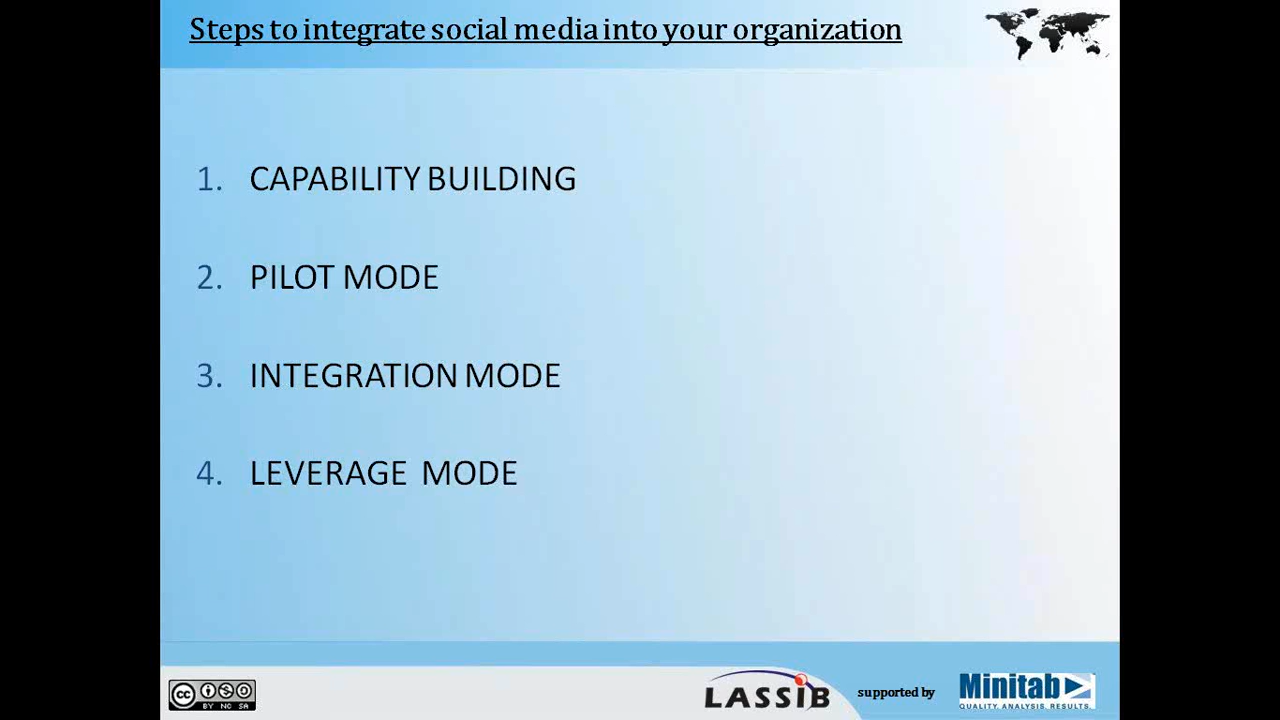 Steps to integrate social media into your organization
1. CAPABILITY BUILDING
2. PILOT MODE
3. INTEGRATION MODE
4. LEVERAGE MODE
cc BY NC SA
LASSIB supported by Minitab
QUALITY. ANALYSIS. RESULTS.